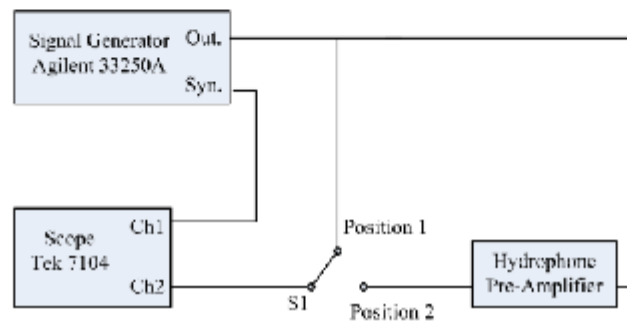 Signal Generator
Agilent 33250A
Out.
Syn.
Scope
Tek 7104
Ch1
Ch2
Position 1
S1
Position 2
Hydrophone
Pre-Amplifier